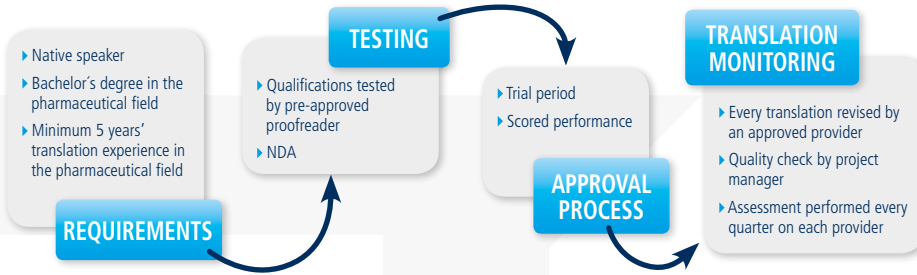 Native speaker
Bachelor´s degree in the
pharmaceutical field
Minimum 5 years'
translation experience in
the pharmaceutical field
REQUIREMENTS
TESTING
Qualifications tested
by pre-approved
proofreader
NDA
Trial period
Scored performance
APPROVAL
PROCESS
TRANSLATION
MONITORING
Every translation revised by
an approved provider
Quality check by project
manager
Assessment performed every
quarter on each provider